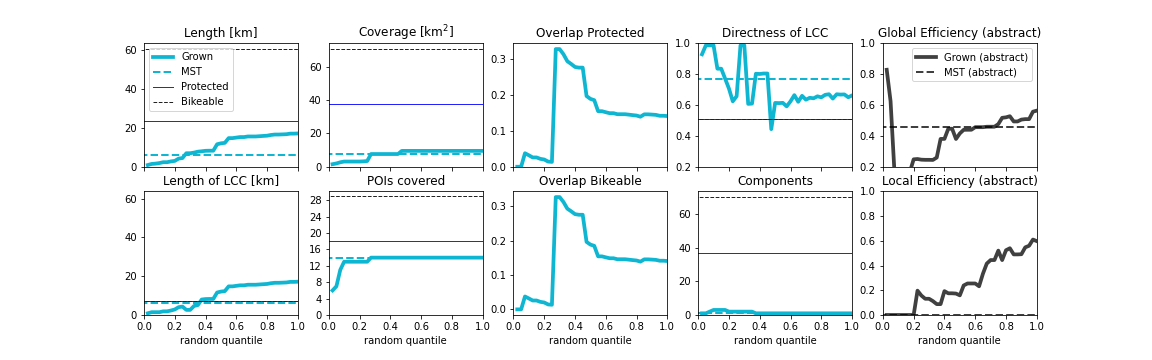 Length [km] Coverage [km²] Overlap Protected Directness of LCC Global Efficiency (abstract)
60 40 20 0
Grown
MST
Protected
Bikeable
60 40 20 0
0.3 0.2 0.1 0.0
1.0 0.8 0.6 0.4 0.2
1.0 0.8 0.6 0.4 0.2
Grown (abstract)
MST (abstract)
Length of LCC [km] POIs covered Overlap Bikeable Components Local Efficiency (abstract)
60 40 20 0
28 24 20 16 12 8 4 0
0.3 0.2 0.1 0.0
60 40 20 0
1.0 0.8 0.6 0.4 0.2 0.0
0.0 0.2 0.4 0.6 0.8 1.0 0.0 0.2 0.4 0.6 0.8 1.0 0.0 0.2 0.4 0.6 0.8 1.0 0.0 0.2 0.4 0.6 0.8 1.0 0.0 0.2 0.4 0.6 0.8 1.0
random quantile random quantile random quantile random quantile random quantile